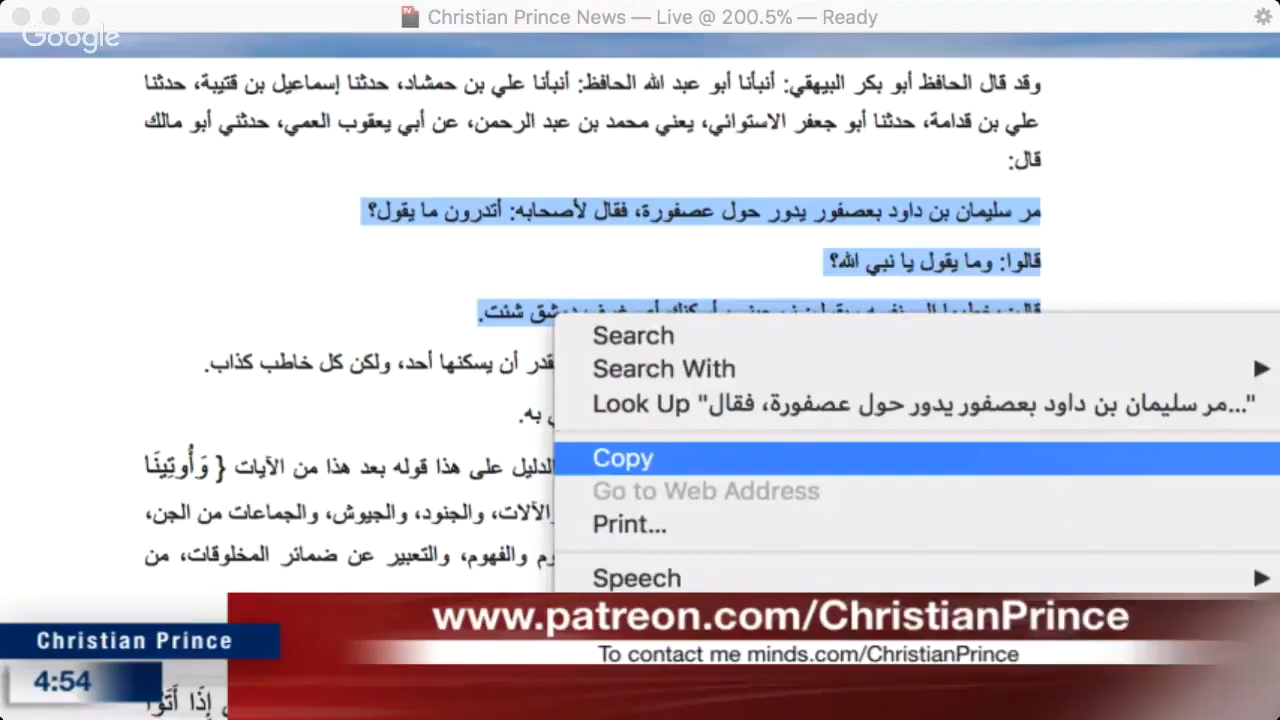 Christian Prince News — Live @ 200.5% — Ready
Google
وقد قال الحافظ أبو بكر البيهقي: أنبأنا أبو عبد الله الحافظ: أنبأنا علي بن حمشاد، حدثنا إسماعيل بن قتيبة، حدثنا
علي بن قدامة، حدثنا أبو جعفر الاستوائي، يعني محمد بن عبد الرحمن، عن أبي يعقوب العمي، حدثني أبو مالك
قال:
مر سليمان بن داود بعصفور يدور حول عصفورة، فقال لأصحابه: أتدرون ما يقول؟
قالوا: وما يقول يا نبي الله؟
شئت.
أن يسكنها أحد، ولكن كل خاطب كذاب.
به.
الدليل على هذا قوله بعد هذا من الآيات { وَأُوتِينَا
والجنود، والجيوش، والجماعات من الجن،
والفهوم، والتعبير عن ضمائر المخلوقات، من
Search
Search With
Look Up "مر سليمان بن داود بعصفور يدور حول عصفورة، فقال..."
Copy
Go to Web Address
Print...
Speech
www.patreon.com/ChristianPrince
To contact me minds.com/ChristianPrince
Christian Prince
4:54